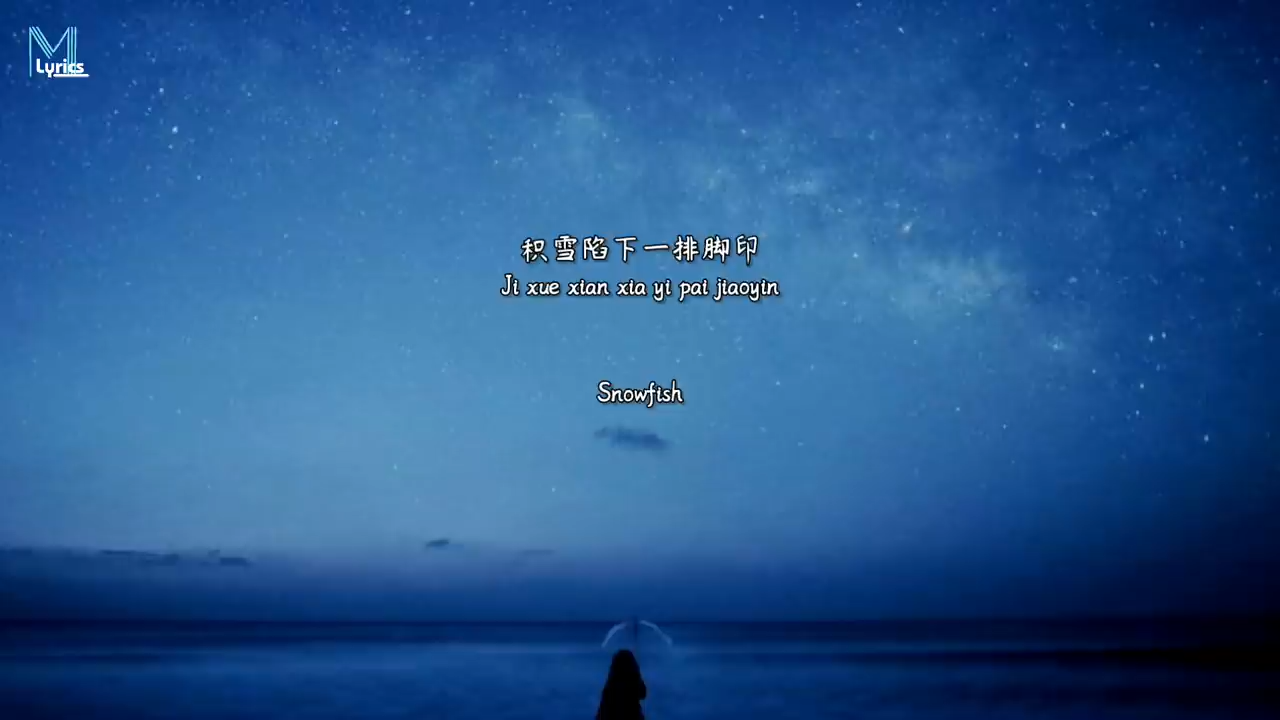 M
Lyrics
积雪陷下一排脚印
Ji xue xian xia yi pai jiaoyin
Snowfish